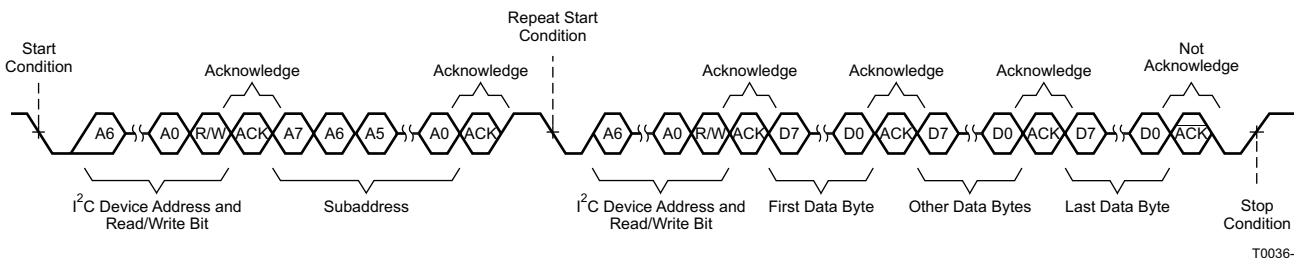 Repeat Start
Condition
Start
Condition
Not
Acknowledge
Acknowledge
Acknowledge
Acknowledge
Acknowledge
Acknowledge
A6 A0 R/W ACK A7 A6 A5 A0 ACK A6 A0 R/W ACK D7 D0 ACK D7 D0 ACK D7 D0 ACK
I²C Device Address and
Read/Write Bit
Subaddress
I²C Device Address and
Read/Write Bit
First Data Byte
Other Data Bytes
Last Data Byte
Stop
Condition
T0036-